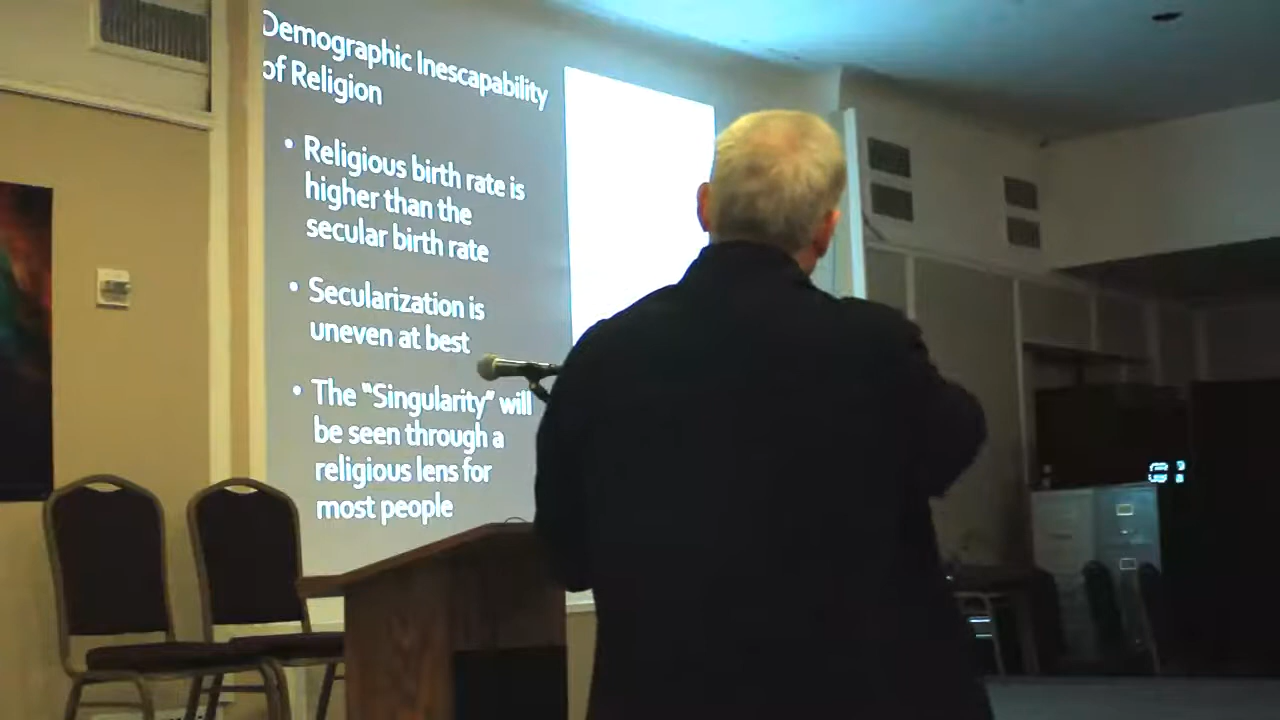 Demographic Inescapability
of Religion
• Religious birth rate is
higher than the
secular birth rate
• Secularization is
uneven at best
• The "Singularity" will
be seen through a
religious lens for
most people